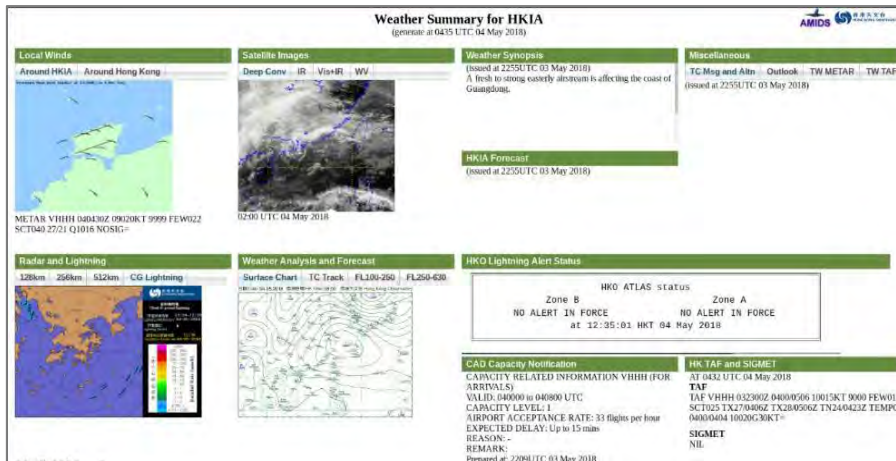 Weather Summary for HKIA
(generate at 0435 UTC 04 May 2018)
AMIDS
Local Winds
Around HKIA Around Hong Kong
METAR VHHH 040430Z 09020KT 9999 FEW022
SCT040 27/21 Q1016 NOSIG=
Satellite Images
Deep Conv IR Vis+IR WV
02:00 UTC 04 May 2018
Weather Synopsis
(issued at 2255UTC 03 May 2018)
A fresh to strong easterly airstream is affecting the coast of
Guangdong.
HKIA Forecast
(issued at 2255UTC 03 May 2018)
Miscellaneous
TC Msg and Altn Outlook TW METAR TW TAF
(issued at 2255UTC 03 May 2018)
Radar and Lightning
128km 256km 512km CG Lightning
Weather Analysis and Forecast
Surface Chart TC Track FL100-250 FL250-630
HKO Lightning Alert Status
HKO ATLAS status
Zone B Zone A
NO ALERT IN FORCE NO ALERT IN FORCE
at 12:35:01 HKT 04 May 2018
CAD Capacity Notification
CAPACITY RELATED INFORMATION VHHH (FOR
ARRIVALS)
VALID: 040000 to 040800 UTC
CAPACITY LEVEL: 1
AIRPORT ACCEPTANCE RATE: 33 flights per hour
EXPECTED DELAY: Up to 15 mins
REASON: -
REMARK:
Prepared at: 2209UTC 03 May 2018
HK TAF and SIGMET
AT 0432 UTC 04 May 2018
TAF
TAF VHHH 032300Z 0400/0506 10015KT 9000 FEW01
SCT025 TX27/0406Z TX28/0506Z TN24/0423Z TEMPO
0400/0404 10020G30KT=
SIGMET
NIL